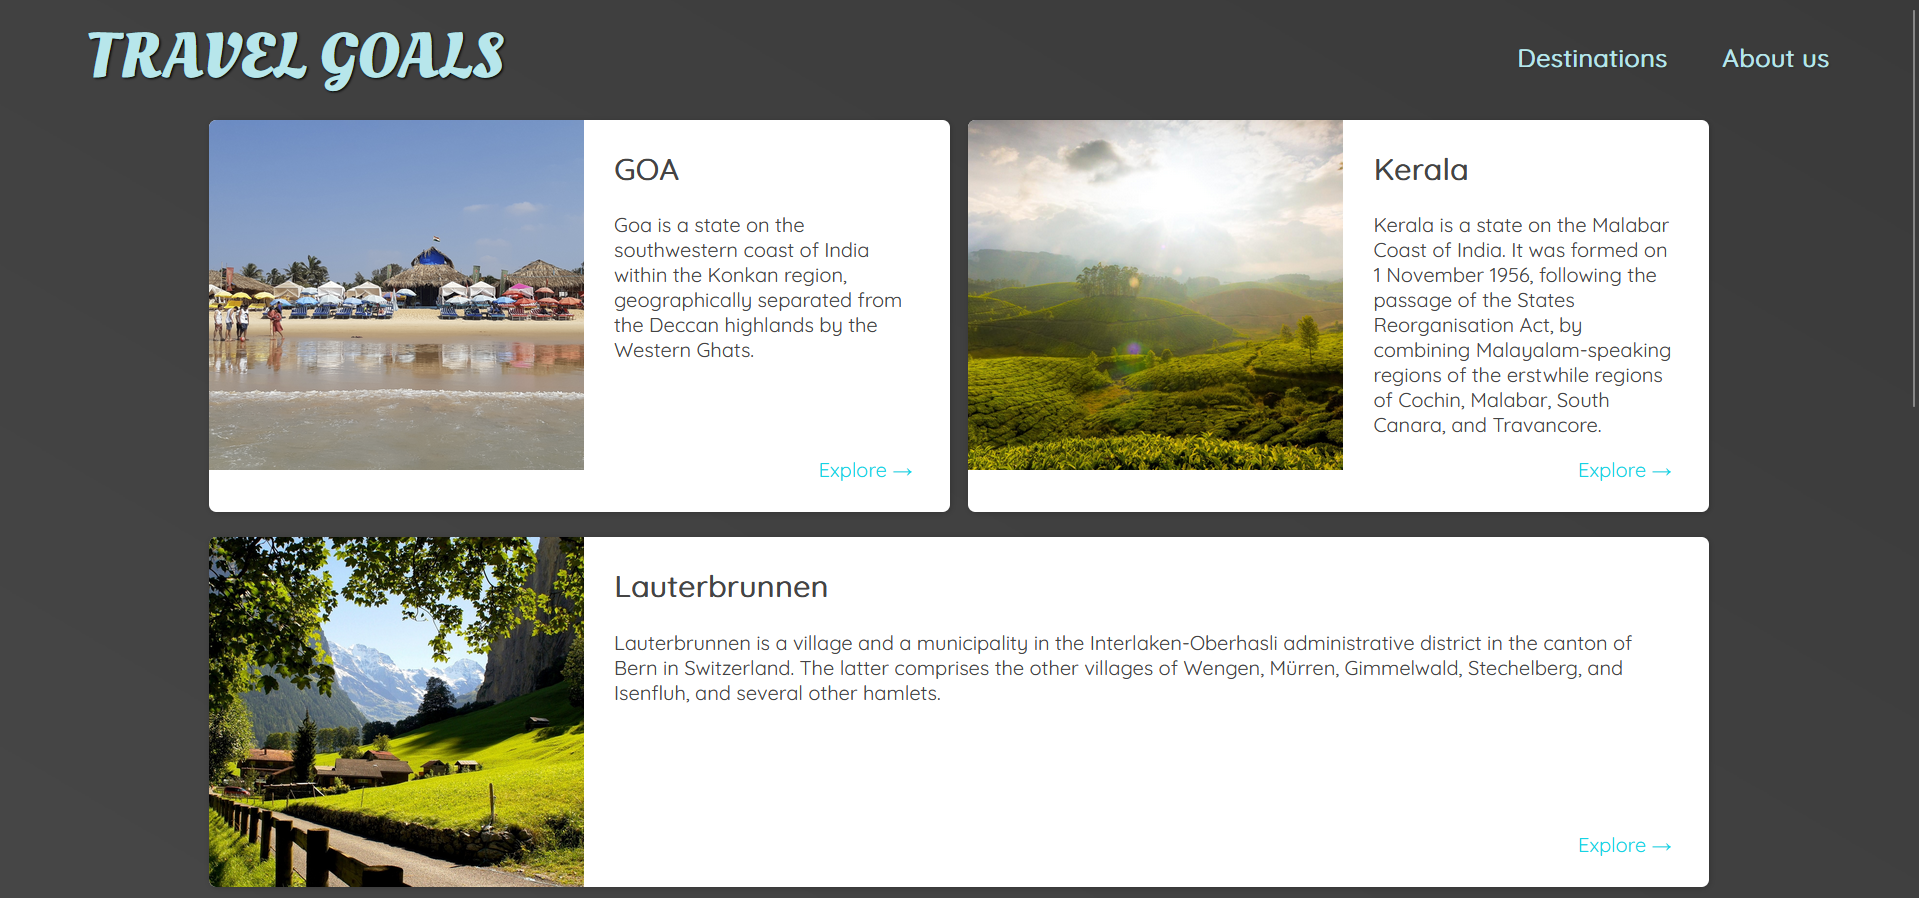 TRAVEL GOALS
Destinations
About us
GOA
Goa is a state on the
southwestern coast of India
within the Konkan region,
geographically separated from
the Deccan highlands by the
Western Ghats.
Explore →
Kerala
Kerala is a state on the Malabar
Coast of India. It was formed on
1 November 1956, following the
passage of the States
Reorganisation Act, by
combining Malayalam-speaking
regions of the erstwhile regions
of Cochin, Malabar, South
Canara, and Travancore.
Explore →
Lauterbrunnen
Lauterbrunnen is a village and a municipality in the Interlaken-Oberhasli administrative district in the canton of
Bern in Switzerland. The latter comprises the other villages of Wengen, Mürren, Gimmelwald, Stechelberg, and
Isenfluh, and several other hamlets.
Explore →